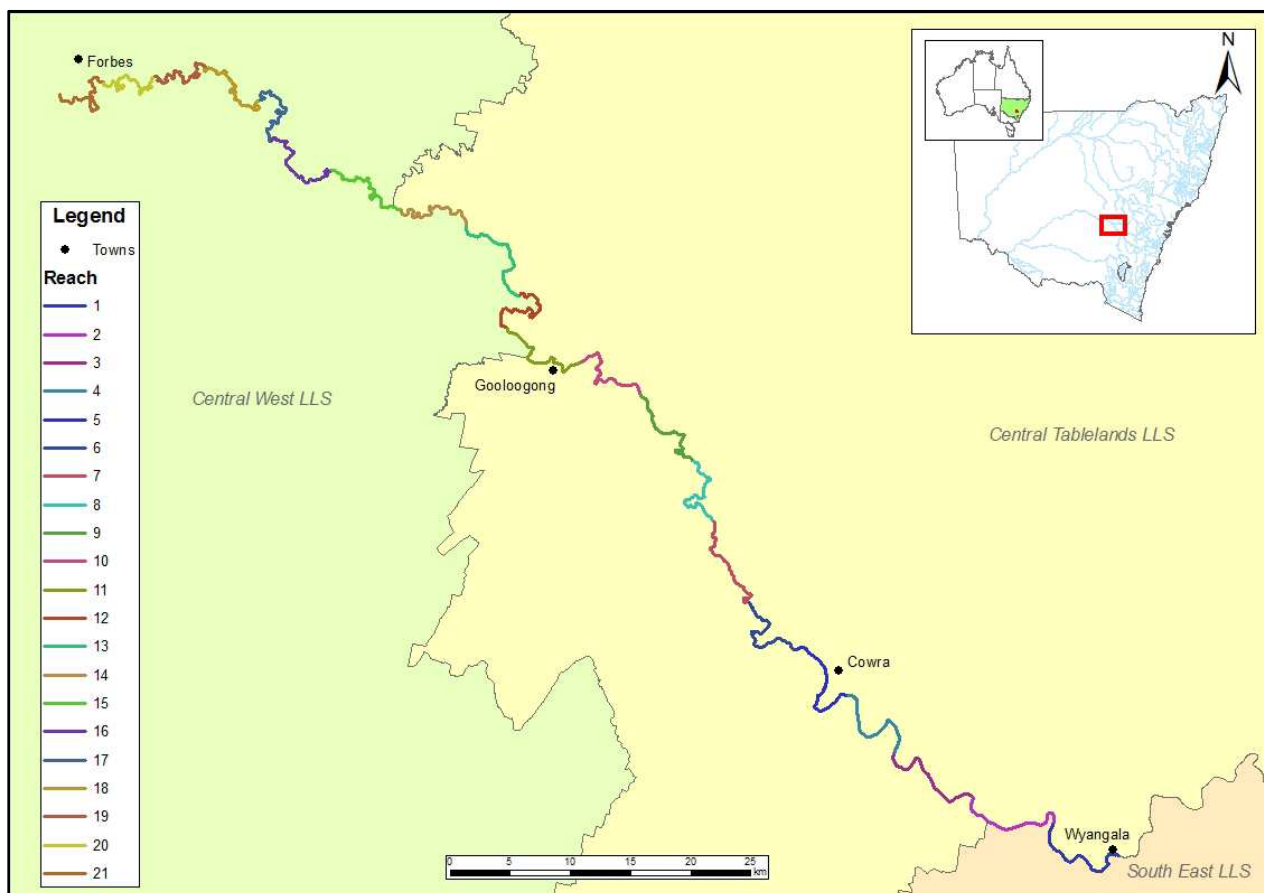 Forbes
N
Legend
Towns
Reach
1
2
3
4
5
6
7
8
9
10
11
12
13
14
15
16
17
18
19
20
21
Gooloogong
Central West LLS
Central Tablelands LLS
Cowra
Wyangala
South East LLS
0 5 10 15 20 25
km